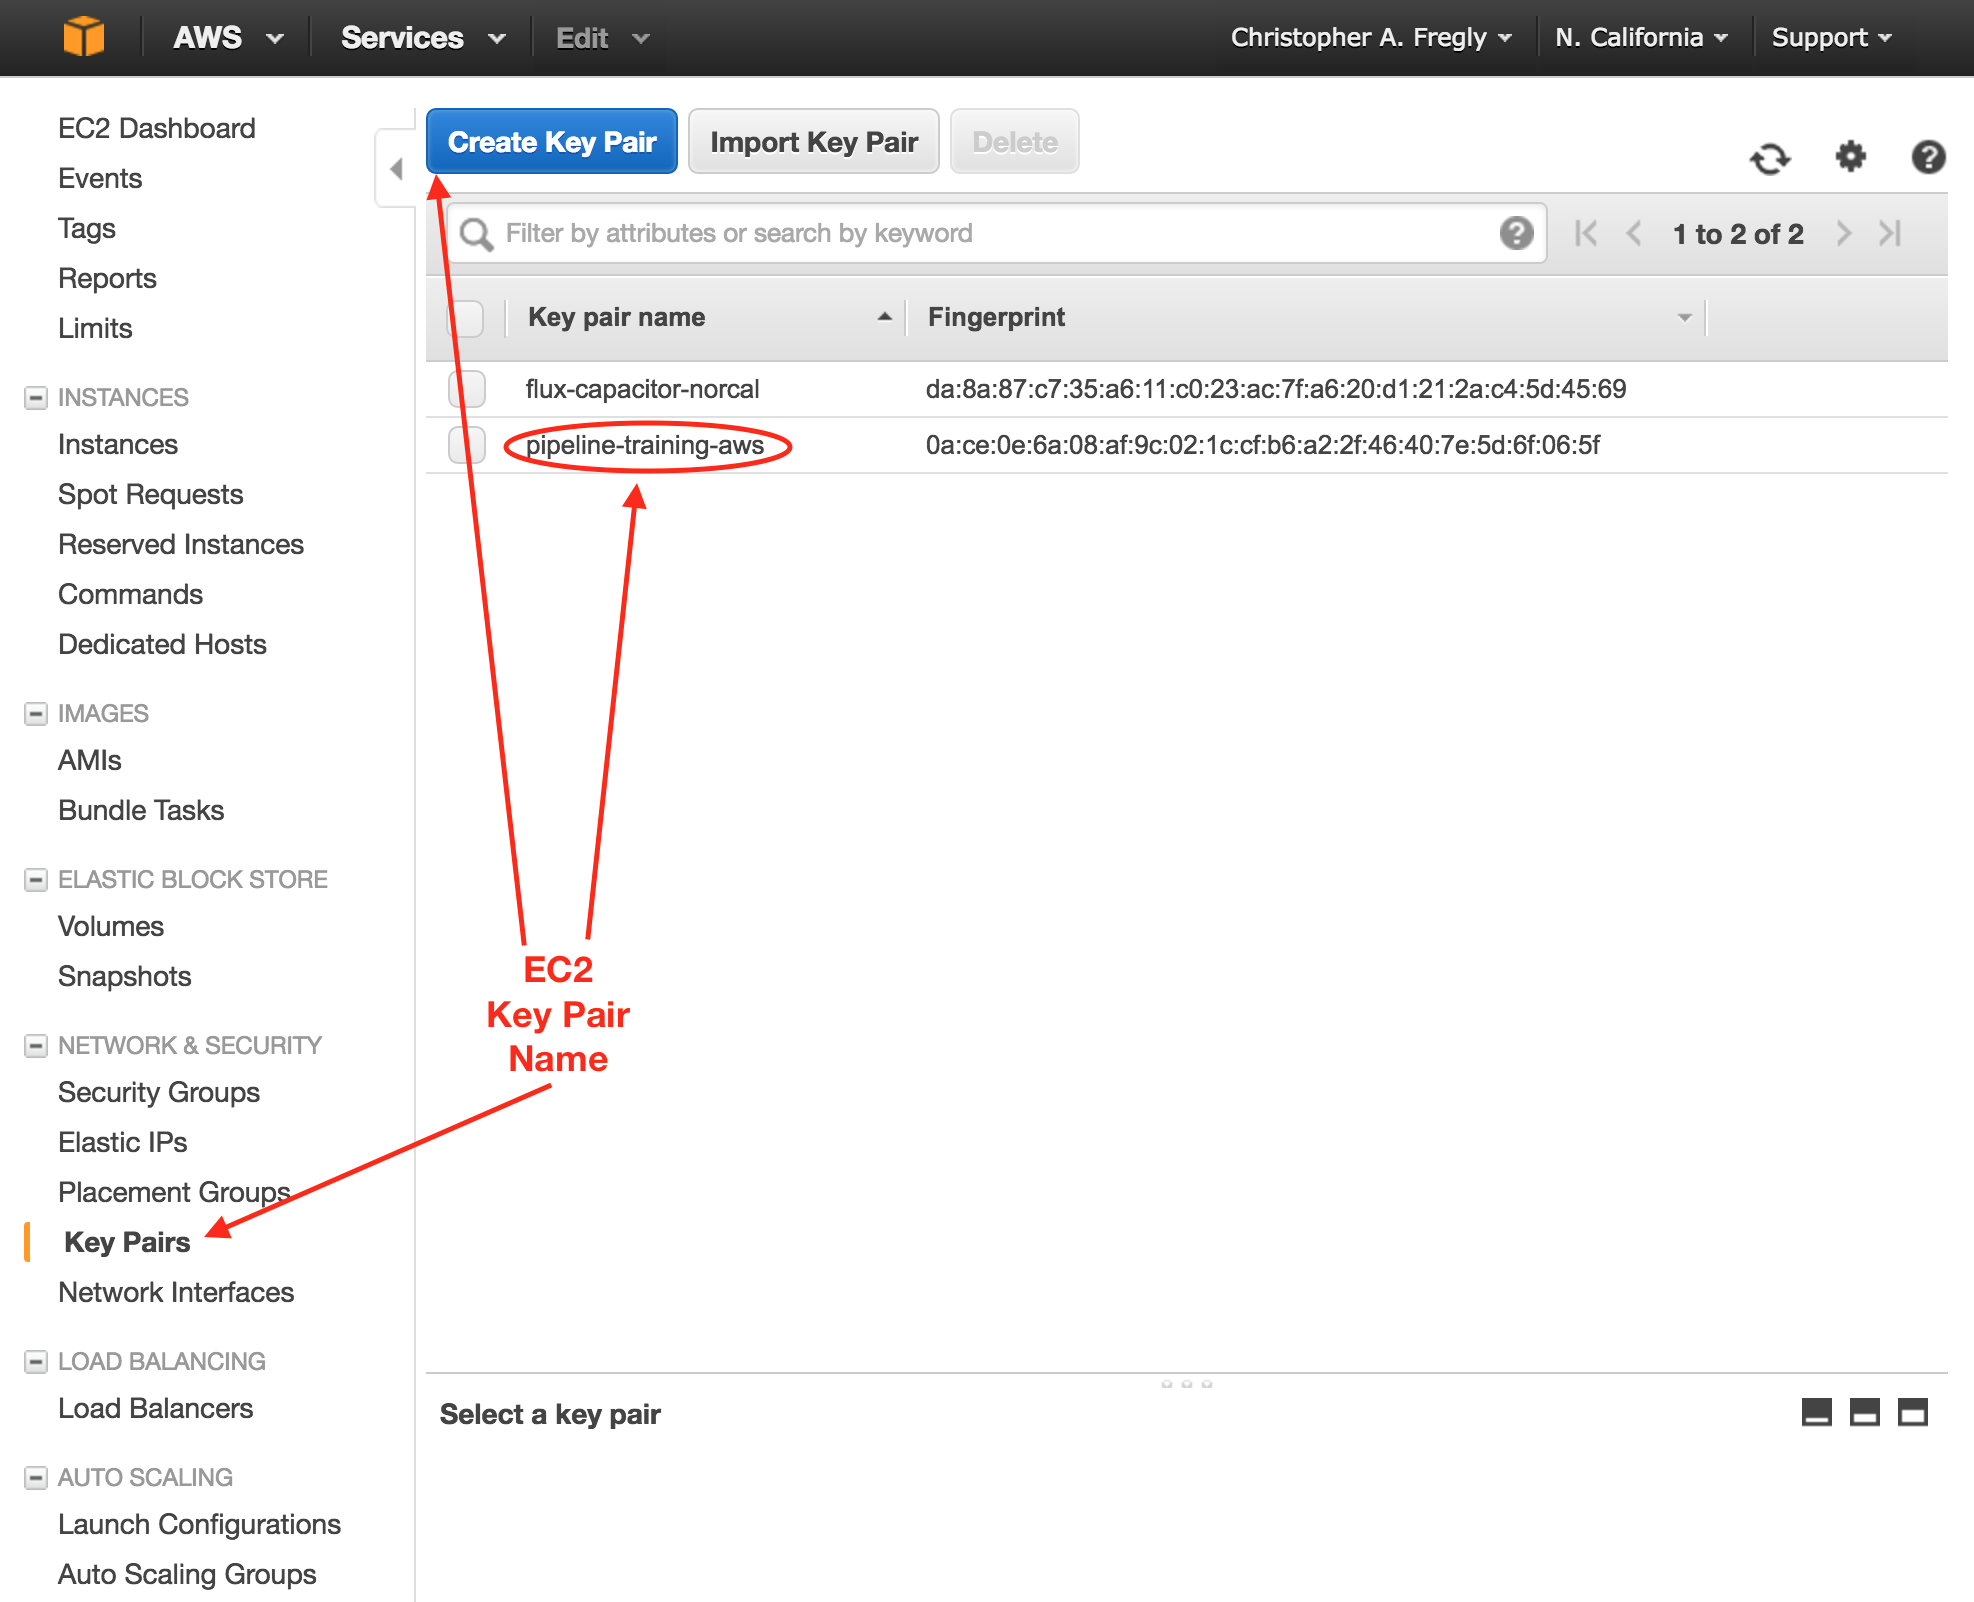 AWS Services Edit Christopher A. Fregly N. California Support
EC2 Dashboard
Events
Tags
Reports
Limits
INSTANCES
Instances
Spot Requests
Reserved Instances
Commands
Dedicated Hosts
IMAGES
AMIs
Bundle Tasks
ELASTIC BLOCK STORE
Volumes
Snapshots
NETWORK & SECURITY
Security Groups
Elastic IPs
Placement Groups
Key Pairs
Network Interfaces
LOAD BALANCING
Load Balancers
AUTO SCALING
Launch Configurations
Auto Scaling Groups
Create Key Pair Import Key Pair Delete
Filter by attributes or search by keyword 1 to 2 of 2
Key pair name Fingerprint
flux-capacitor-norcal da:8a:87:c7:35:a6:11:c0:23:ac:7f:a6:20:d1:21:2a:c4:5d:45:69
pipeline-training-aws 0a:ce:0e:6a:08:af:9c:02:1c:cf:b6:a2:2f:46:40:7e:5d:6f:06:5f
EC2
Key Pair
Name
Select a key pair